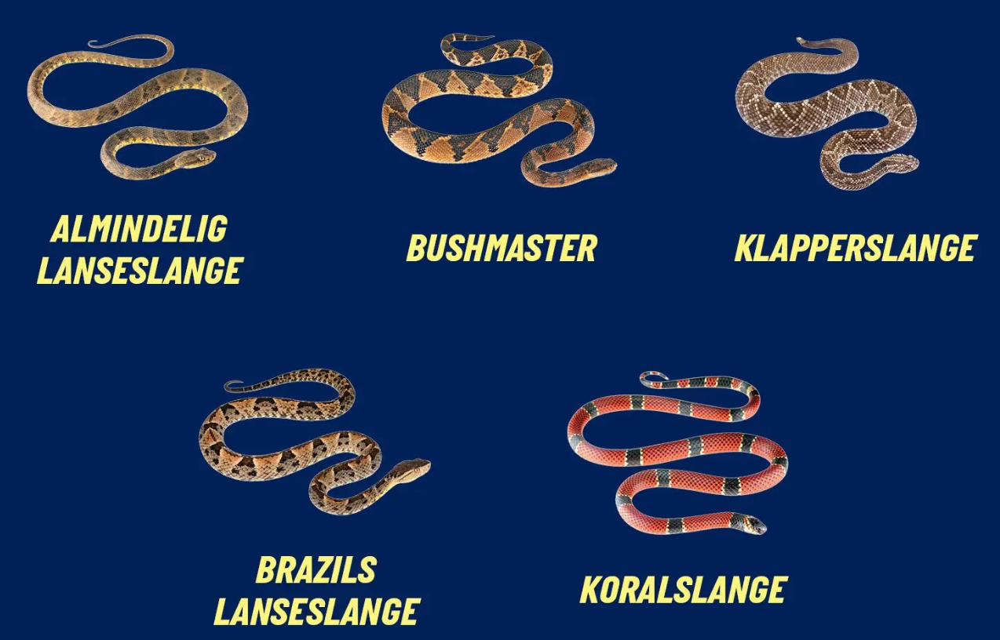 ALMINDELIG
LANSESLANGE
BUSHMASTER
KLAPPERSLANGE
BRAZILS
LANSESLANGE
KORALSLANGE